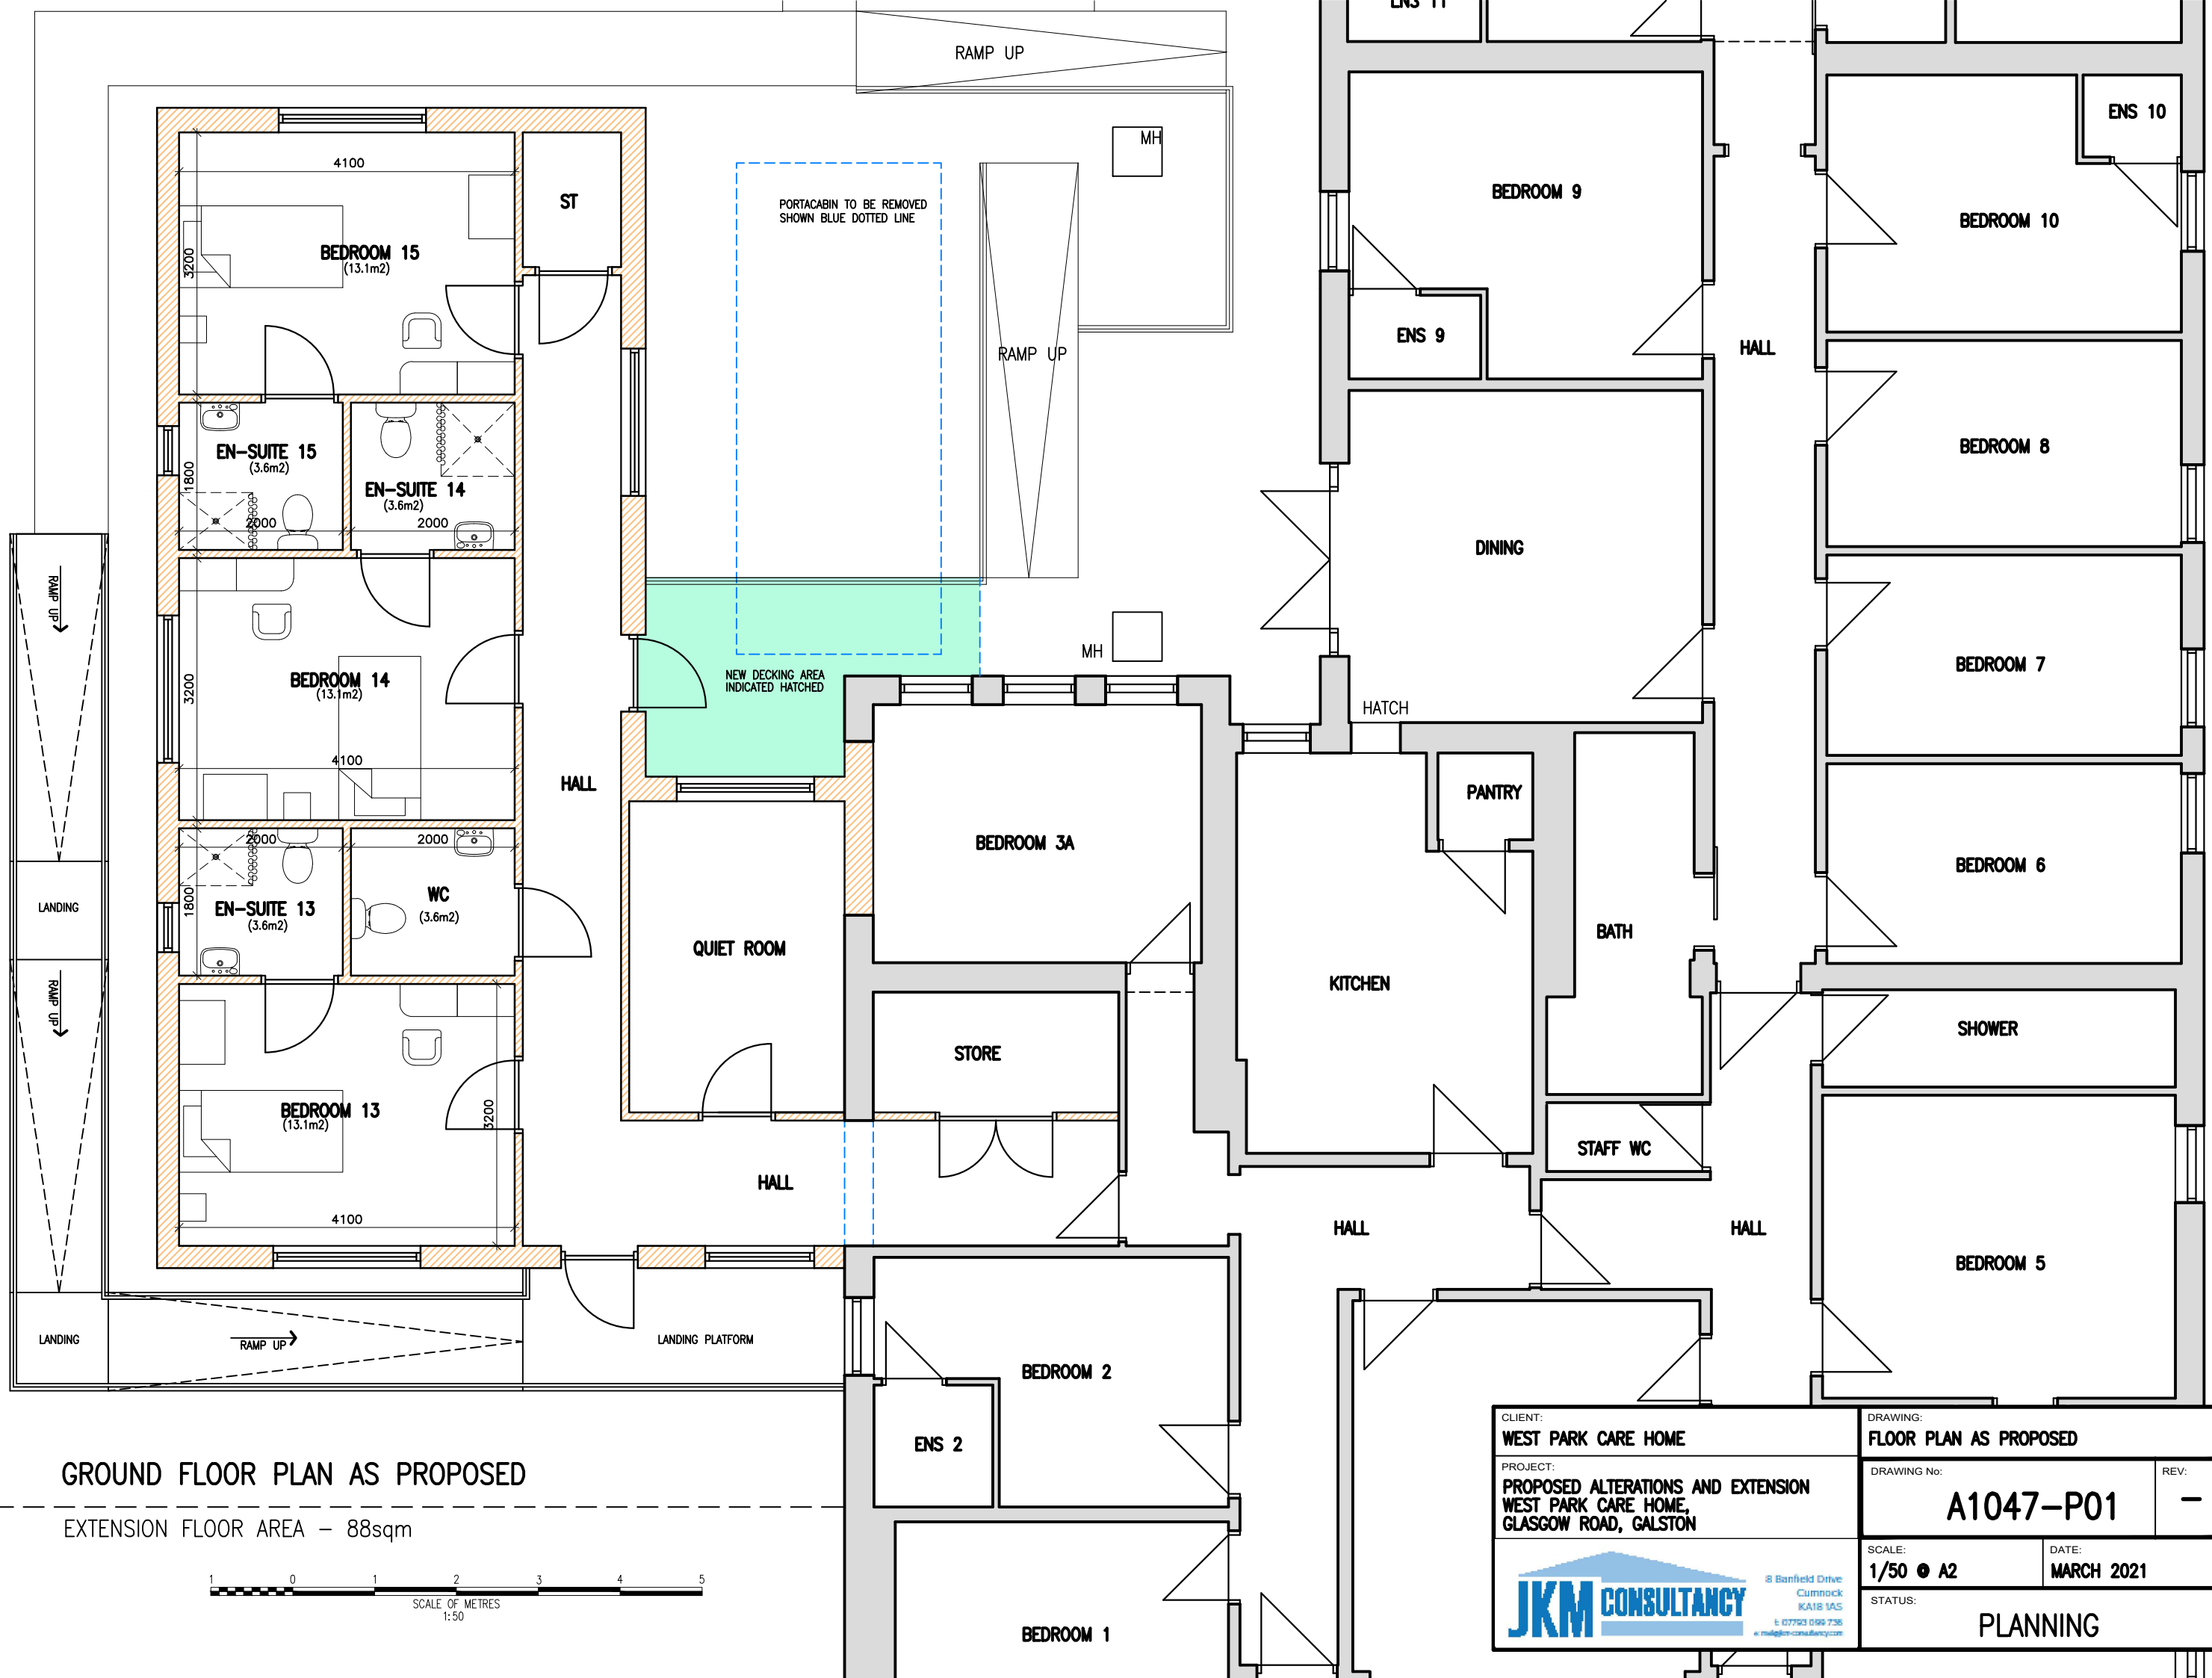 ENS 11
RAMP UP
MH
ENS 10
4100
ST
BEDROOM 9
PORTACABIN TO BE REMOVED
SHOWN BLUE DOTTED LINE
BEDROOM 10
BEDROOM 15
(13.1m2)
3200
ENS 9
HALL
RAMP UP
EN-SUITE 15
(3.6m2)
1800
2000
EN-SUITE 14
(3.6m2)
2000
BEDROOM 8
DINING
RAMP UP
BEDROOM 14
(13.1m2)
3200
4100
NEW DECKING AREA
INDICATED HATCHED
MH
BEDROOM 7
HATCH
HALL
PANTRY
BEDROOM 3A
2000
2000
WC
(3.6m2)
EN-SUITE 13
(3.6m2)
1800
LANDING
BEDROOM 6
BATH
QUIET ROOM
KITCHEN
RAMP UP
STORE
SHOWER
BEDROOM 13
(13.1m2)
3200
4100
STAFF WC
HALL
HALL
HALL
BEDROOM 5
LANDING
RAMP UP
LANDING PLATFORM
BEDROOM 2
ENS 2
BEDROOM 1
GROUND FLOOR PLAN AS PROPOSED
EXTENSION FLOOR AREA - 88sqm
1 0 1 2 3 4 5
SCALE OF METRES
1:50
CLIENT:
WEST PARK CARE HOME
PROJECT:
PROPOSED ALTERATIONS AND EXTENSION
WEST PARK CARE HOME,
GLASGOW ROAD, GALSTON
JKM CONSULTANCY
8 Banfield Drive
Cumnock
KA18 1AS
t: 07793 099 736
DRAWING:
FLOOR PLAN AS PROPOSED
DRAWING No:
A1047-P01
REV:
-
SCALE:
1/50 @ A2
DATE:
MARCH 2021
STATUS:
PLANNING